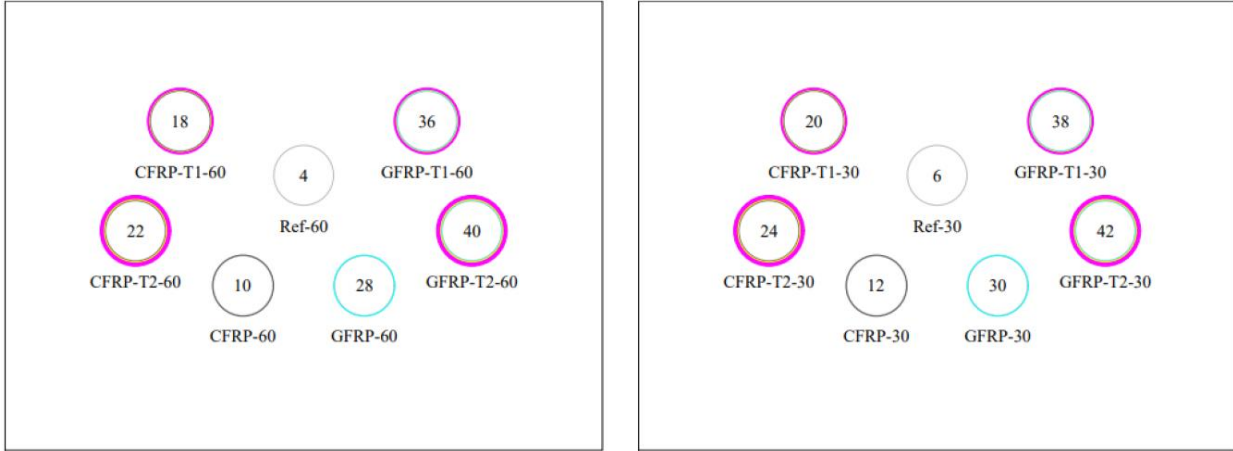 18
CFRP-T1-60
36
GFRP-T1-60
4
Ref-60
22
CFRP-T2-60
40
GFRP-T2-60
10
CFRP-60
28
GFRP-60
20
CFRP-T1-30
38
GFRP-T1-30
6
Ref-30
24
CFRP-T2-30
42
GFRP-T2-30
12
CFRP-30
30
GFRP-30